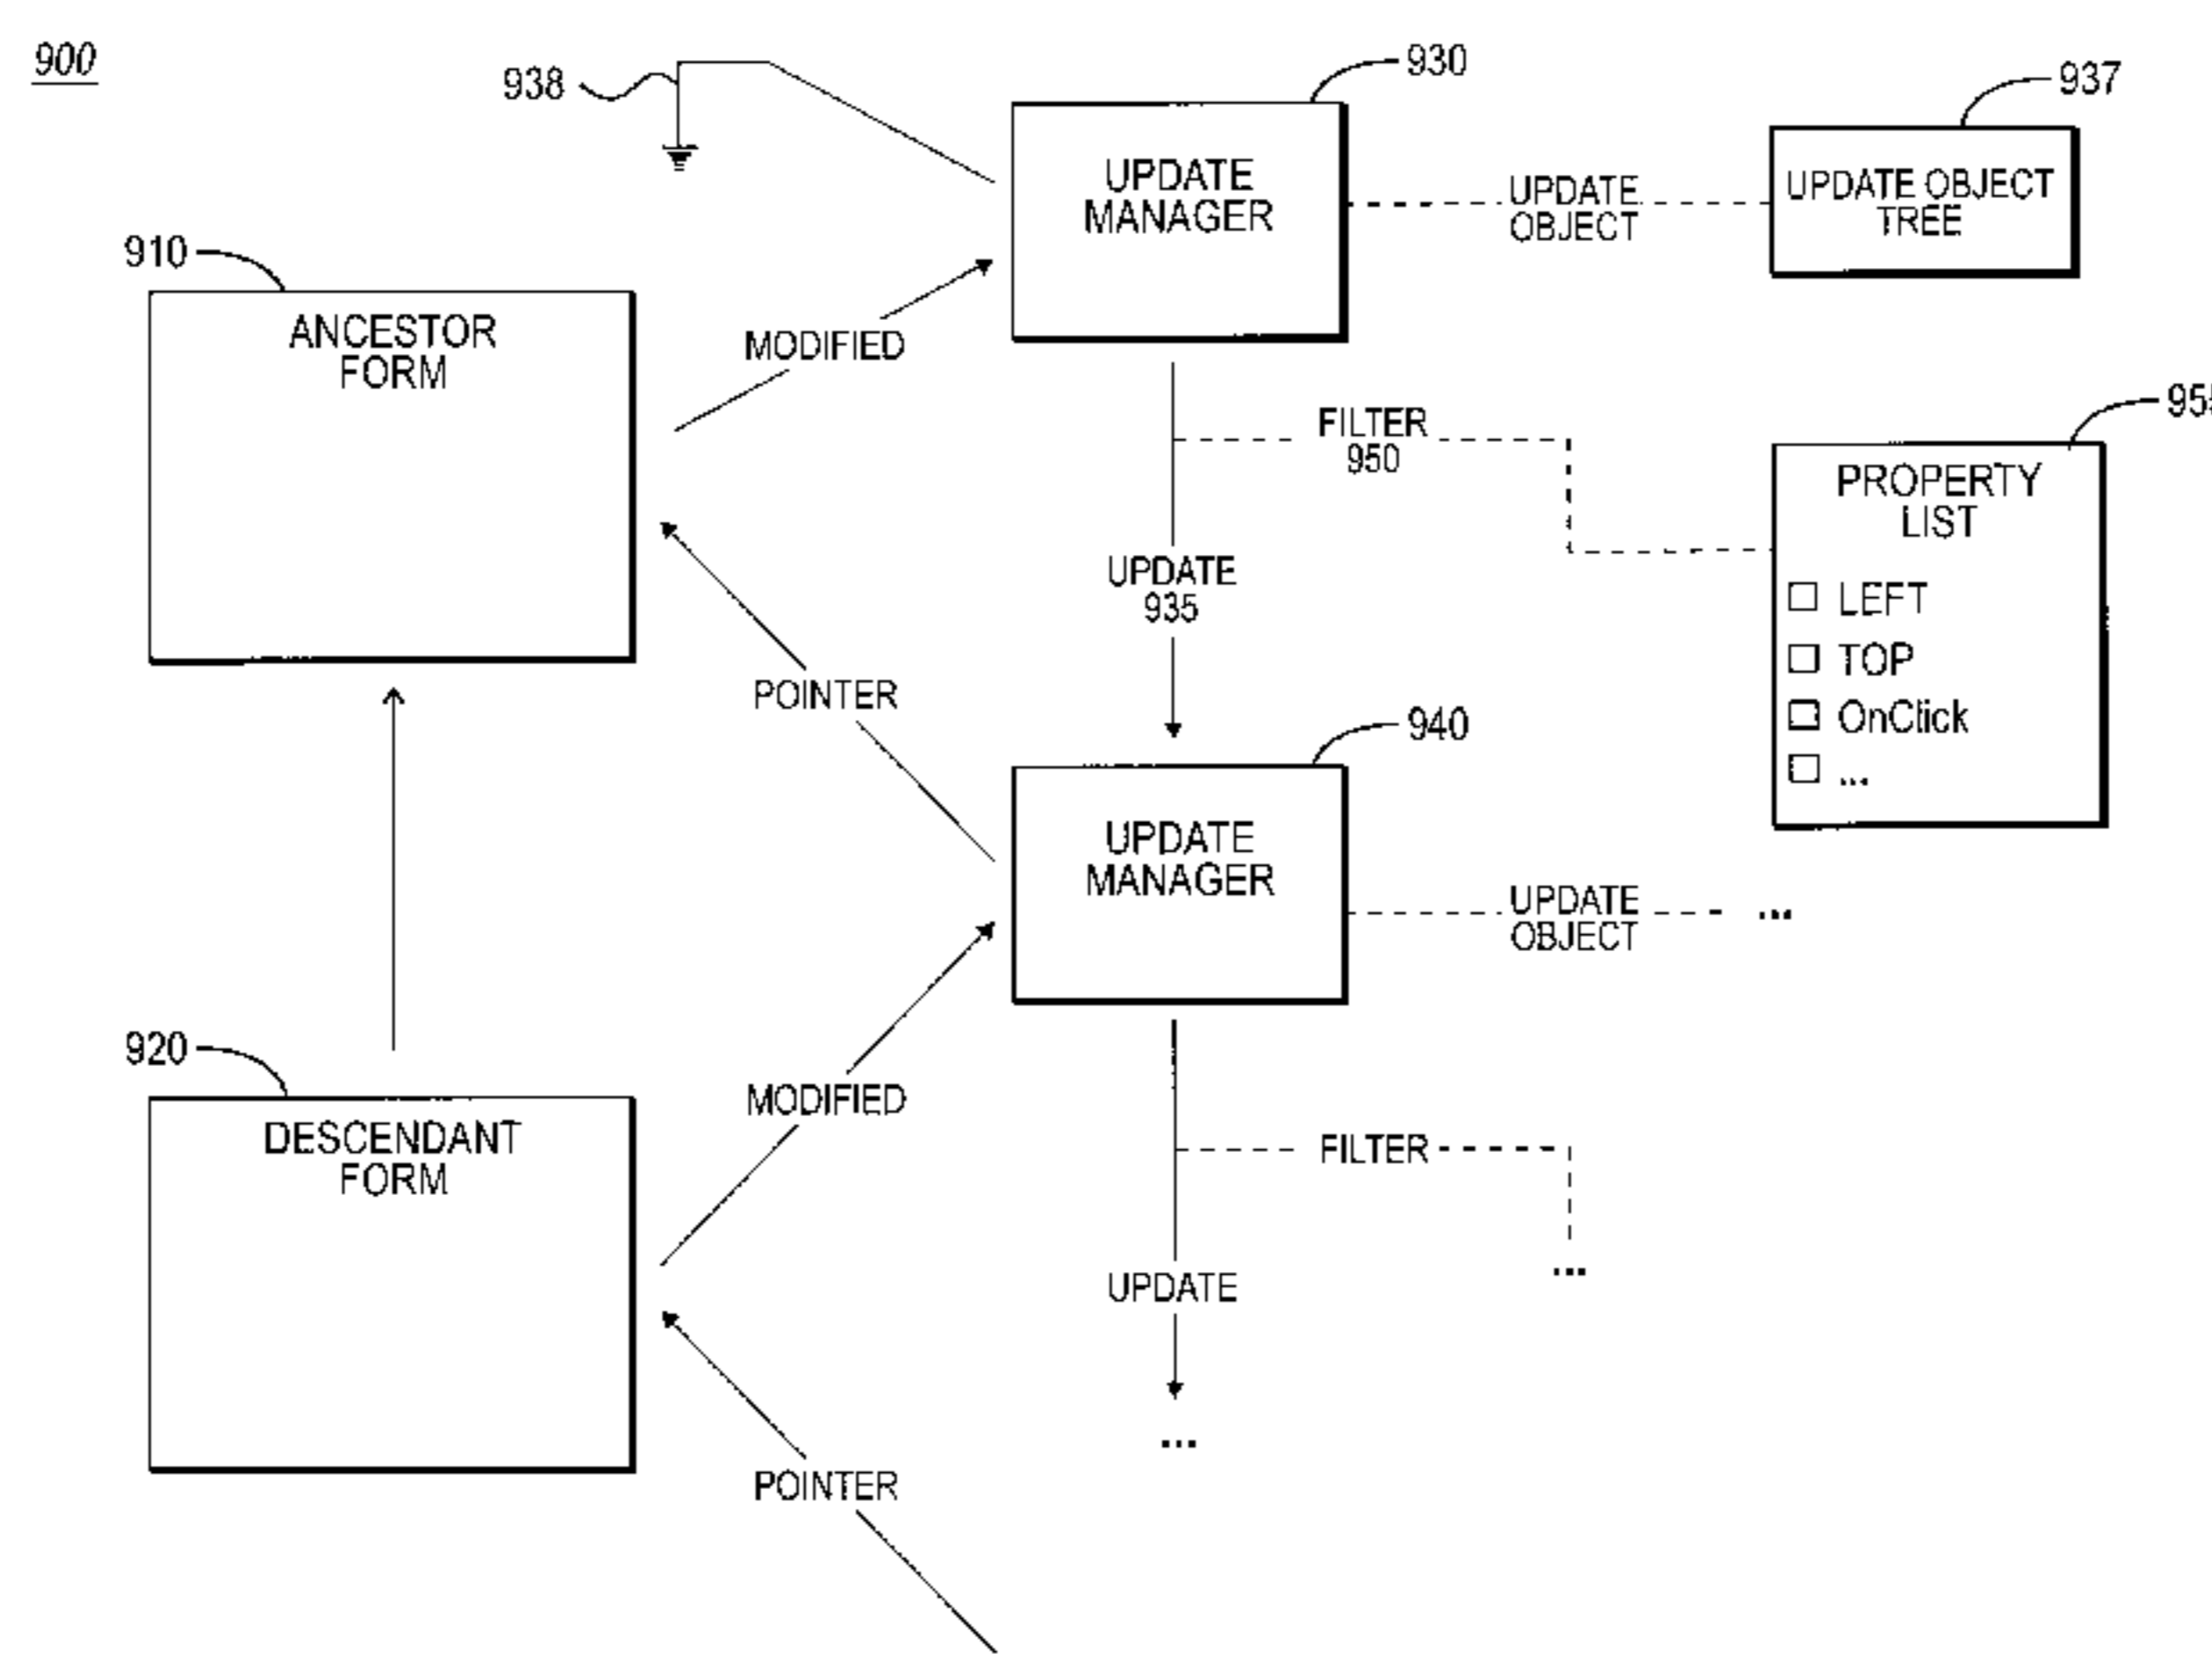 900
938
930
937
UPDATE
MANAGER
UPDATE
OBJECT
UPDATE OBJECT
TREE
910
ANCESTOR
FORM
MODIFIED
FILTER
950
PROPERTY
LIST
LEFT
TOP
OnClick
...
UPDATE
935
POINTER
940
UPDATE
MANAGER
UPDATE
OBJECT
...
920
DESCENDANT
FORM
MODIFIED
FILTER
...
UPDATE
...
POINTER